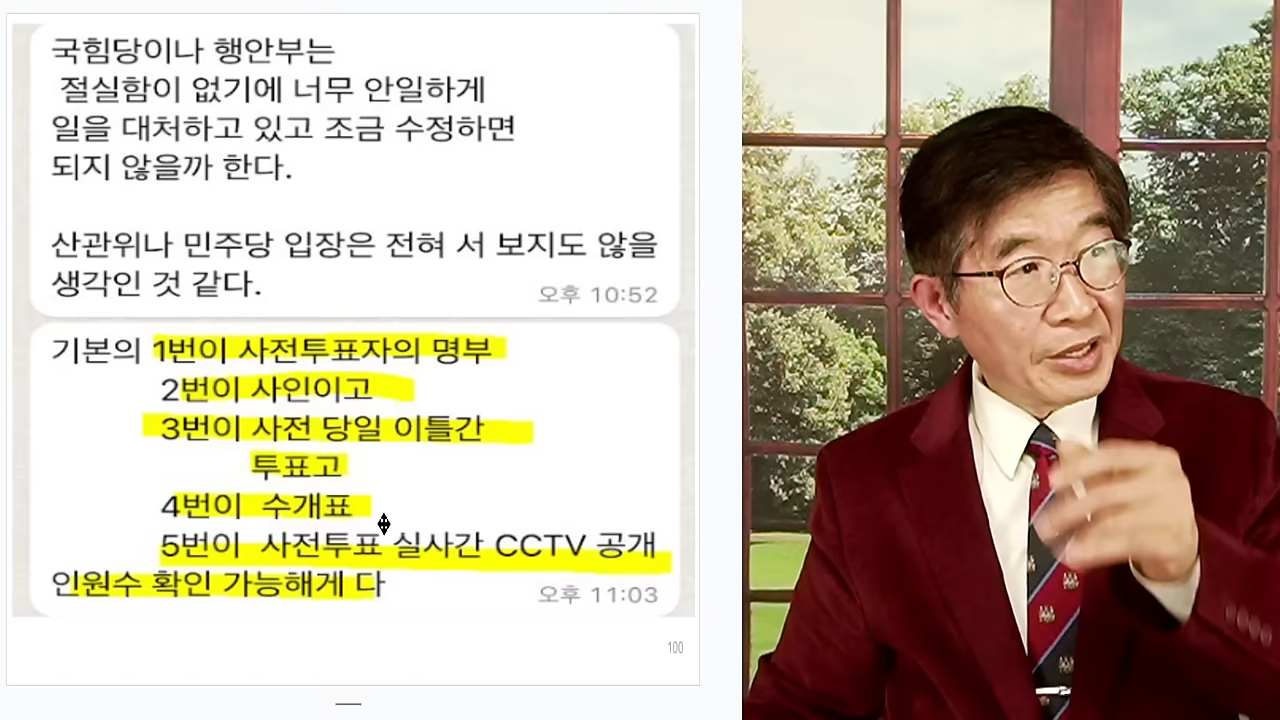 국힘당이나 행안부는
절실함이 없기에 너무 안일하게
일을 대처하고 있고 조금 수정하면
되지 않을까 한다.
산관위나 민주당 입장은 전혀 서 보지도 않을
생각인 것 같다.
오후 10:52
기본의 1번이 사전투표자의 명부
2번이 사인이고
3번이 사전 당일 이틀간
투표고
4번이 수개표
5번이 사전투표 실사간 CCTV 공개
인원수 확인 가능해게 다
오후 11:03
100